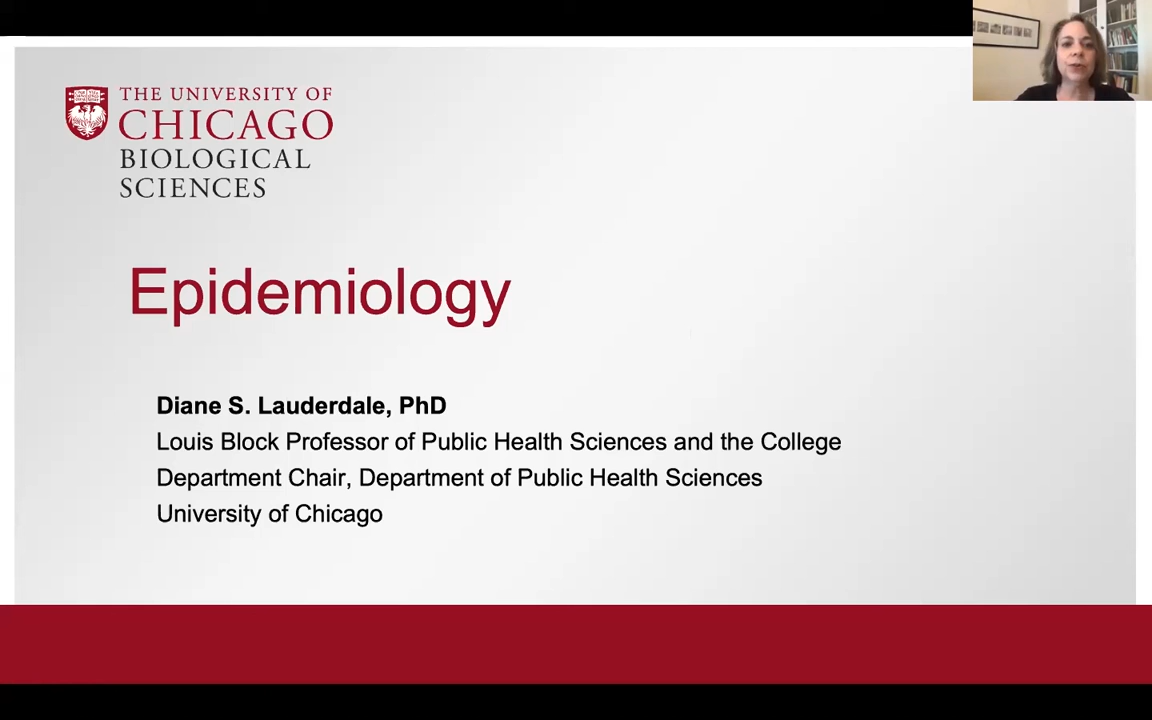 THE UNIVERSITY OF
CHICAGO
BIOLOGICAL
SCIENCES
Epidemiology
Diane S. Lauderdale, PhD
Louis Block Professor of Public Health Sciences and the College
Department Chair, Department of Public Health Sciences
University of Chicago